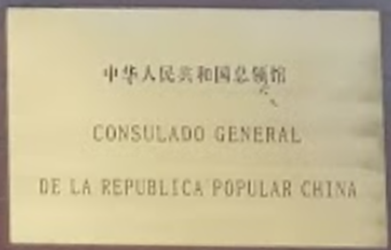 中华人民共和国总领馆
CONSULADO GENERAL
DE LA REPUBLICA POPULAR CHINA